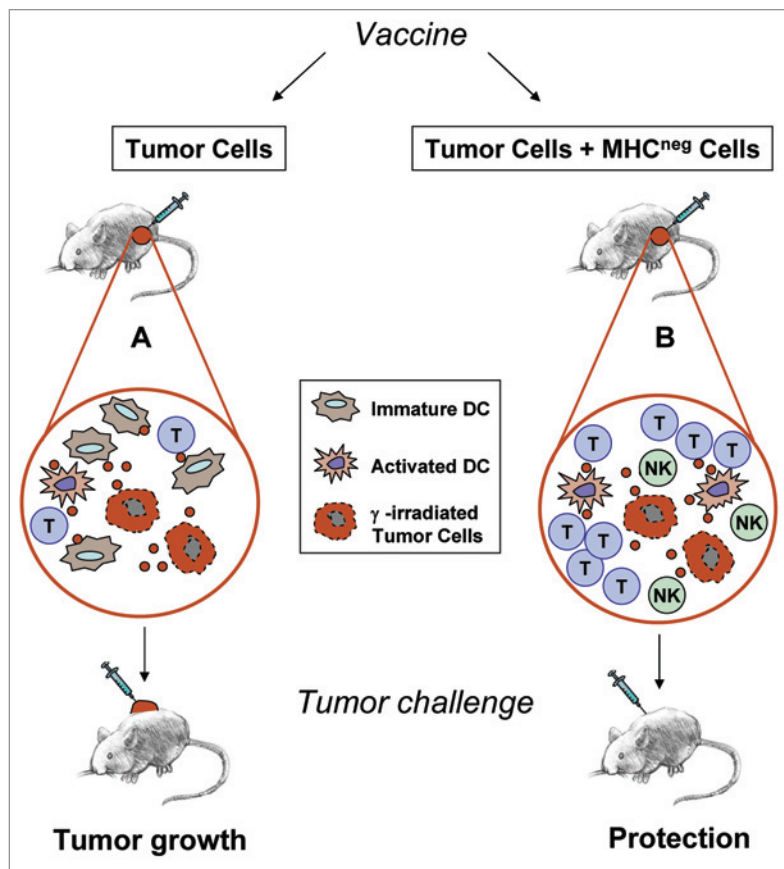 Vaccine
Tumor Cells
Tumor Cells + MHCneg Cells
A
B
T
T
Immature DC
Activated DC
γ-irradiated
Tumor Cells
T
T
T
T
NK
NK
T
T
T
T
NK
Tumor challenge
Tumor growth
Protection